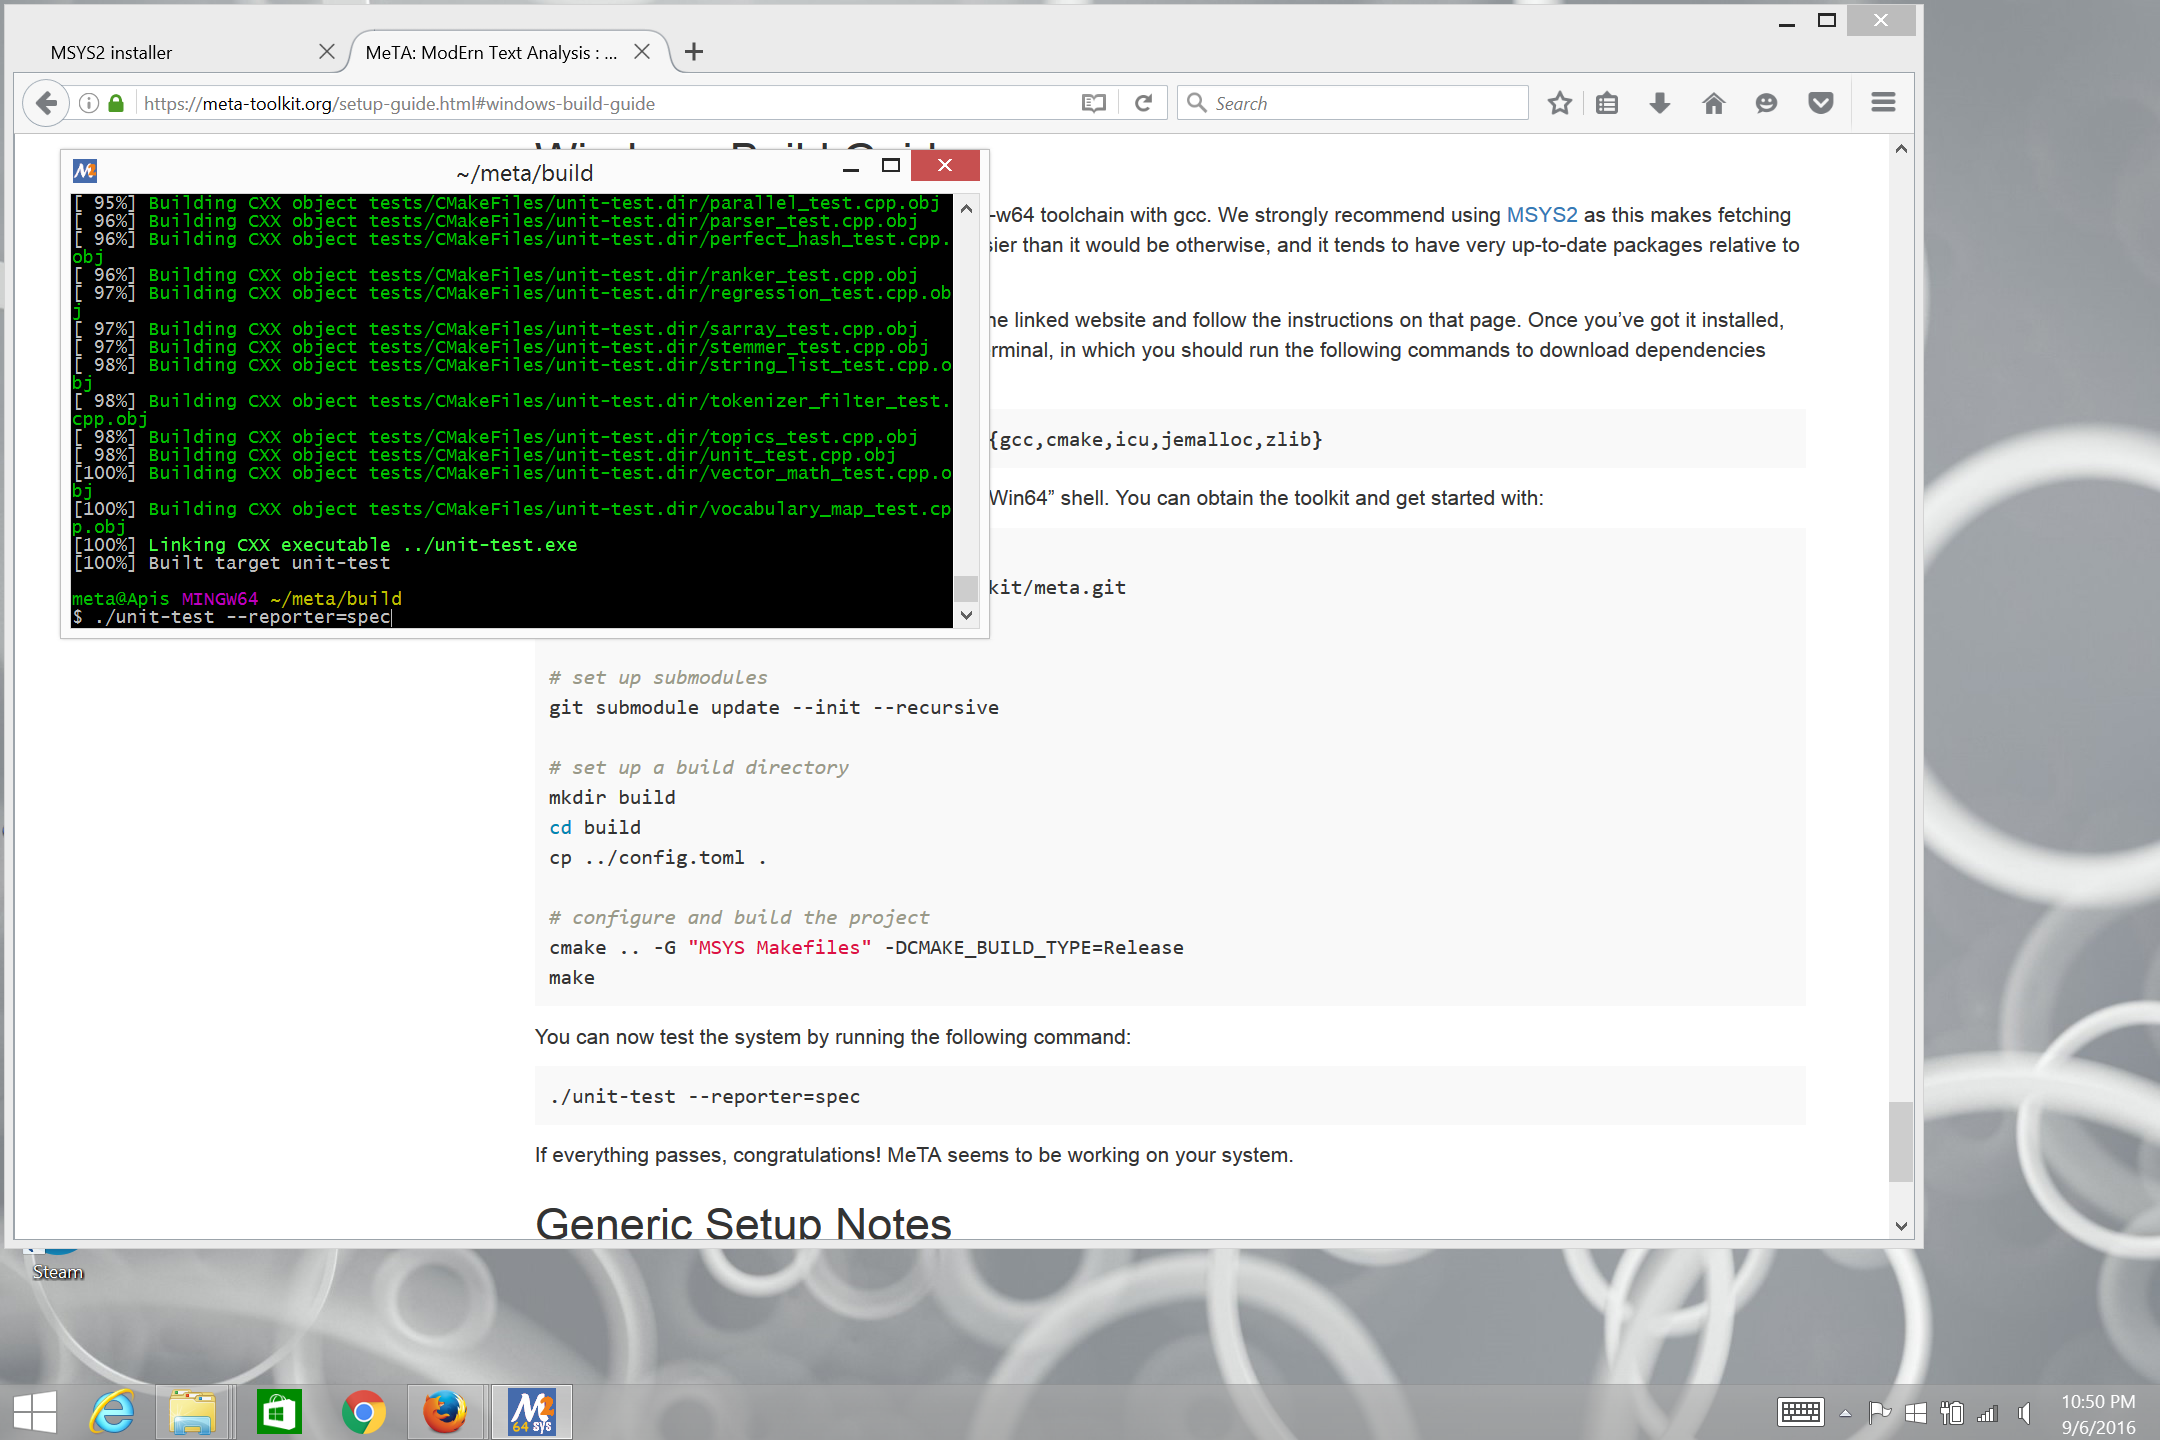 MSYS2 installer
MeTA: ModErn Text Analysis : ...
https://meta-toolkit.org/setup-guide.html#windows-build-guide
Search
~/meta/build
[ 95%] Building CXX object tests/CMakeFiles/unit-test.dir/parallel_test.cpp.obj
[ 96%] Building CXX object tests/CMakeFiles/unit-test.dir/parser_test.cpp.obj
[ 96%] Building CXX object tests/CMakeFiles/unit-test.dir/perfect_hash_test.cpp.
obj
[ 96%] Building CXX object tests/CMakeFiles/unit-test.dir/ranker_test.cpp.obj
[ 97%] Building CXX object tests/CMakeFiles/unit-test.dir/regression_test.cpp.ob
j
[ 97%] Building CXX object tests/CMakeFiles/unit-test.dir/sarray_test.cpp.obj
[ 97%] Building CXX object tests/CMakeFiles/unit-test.dir/stemmer_test.cpp.obj
[ 98%] Building CXX object tests/CMakeFiles/unit-test.dir/string_list_test.cpp.o
bj
[ 98%] Building CXX object tests/CMakeFiles/unit-test.dir/tokenizer_filter_test.
cpp.obj
[ 98%] Building CXX object tests/CMakeFiles/unit-test.dir/topics_test.cpp.obj
[ 98%] Building CXX object tests/CMakeFiles/unit-test.dir/unit_test.cpp.obj
[100%] Building CXX object tests/CMakeFiles/unit-test.dir/vector_math_test.cpp.o
bj
[100%] Building CXX object tests/CMakeFiles/unit-test.dir/vocabulary_map_test.cp
p.obj
[100%] Linking CXX executable ../unit-test.exe
[100%] Built target unit-test
meta@Apis MINGW64 ~/meta/build
$ ./unit-test --reporter=spec
-w64 toolchain with gcc. We strongly recommend using MSYS2 as this makes fetching
than it would be otherwise, and it tends to have very up-to-date packages relative to
linked website and follow the instructions on that page. Once you’ve got it installed,
in which you should run the following commands to download dependencies
{gcc,cmake,icu,jemalloc,zlib}
Win64” shell. You can obtain the toolkit and get started with:
kit/meta.git
# set up submodules
git submodule update --init --recursive
# set up a build directory
mkdir build
cd build
cp ../config.toml .
# configure and build the project
cmake .. -G "MSYS Makefiles" -DCMAKE_BUILD_TYPE=Release
make
You can now test the system by running the following command:
./unit-test --reporter=spec
If everything passes, congratulations! MeTA seems to be working on your system.
Generic Setup Notes
Steam
M2
64 sys
10:50 PM
9/6/2016